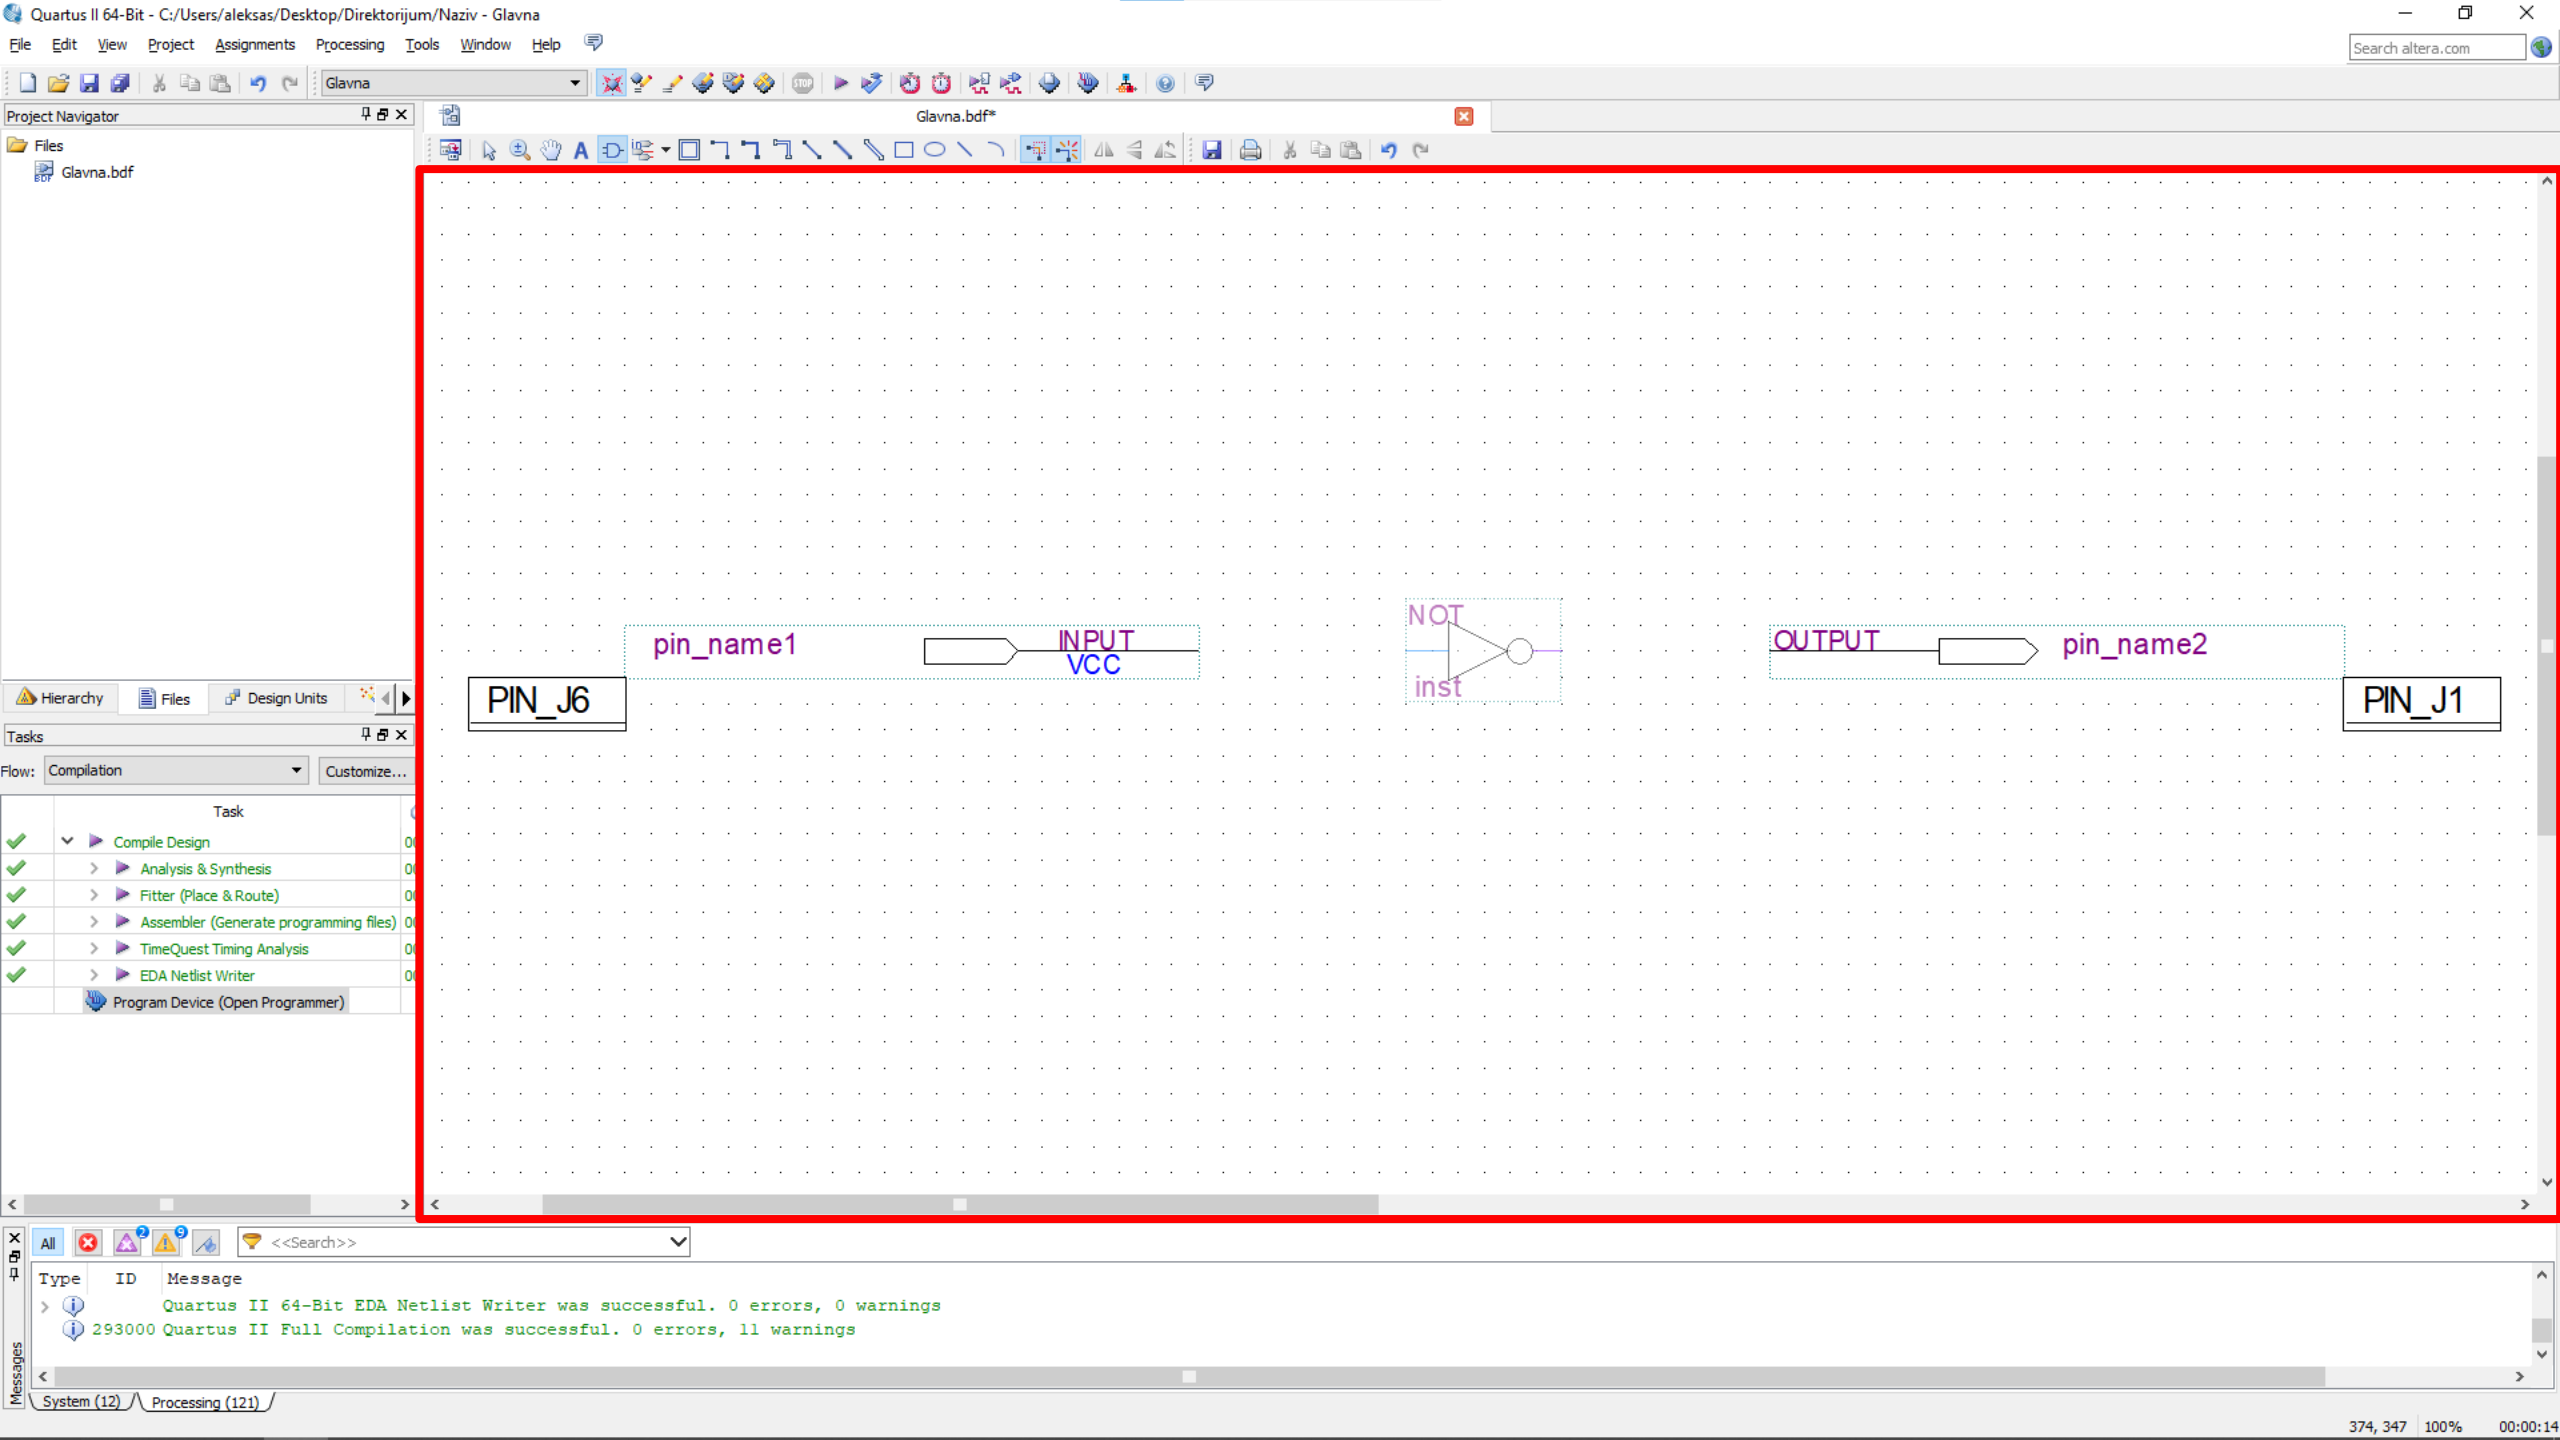 Quartus II 64-Bit - C:/Users/aleksas/Desktop/Direktorijum/Naziv - Glavna
File Edit View Project Assignments Processing Tools Window Help
Search altera.com
Glavna
STOP
Project Navigator
Glavna.bdf*
Files
Glavna.bdf
NOT
pin_name1 INPUT
VCC
OUTPUT pin_name2
inst
PIN_J6
PIN_J1
Hierarchy Files Design Units
Tasks
Flow: Compilation Customize...
Task
Compile Design
Analysis & Synthesis
Fitter (Place & Route)
Assembler (Generate programming files)
TimeQuest Timing Analysis
EDA Netlist Writer
Program Device (Open Programmer)
All 2 9 <<Search>>
Type ID Message
Quartus II 64-Bit EDA Netlist Writer was successful. 0 errors, 0 warnings
293000 Quartus II Full Compilation was successful. 0 errors, 11 warnings
Messages
System (12) Processing (121)
374, 347 100% 00:00:14